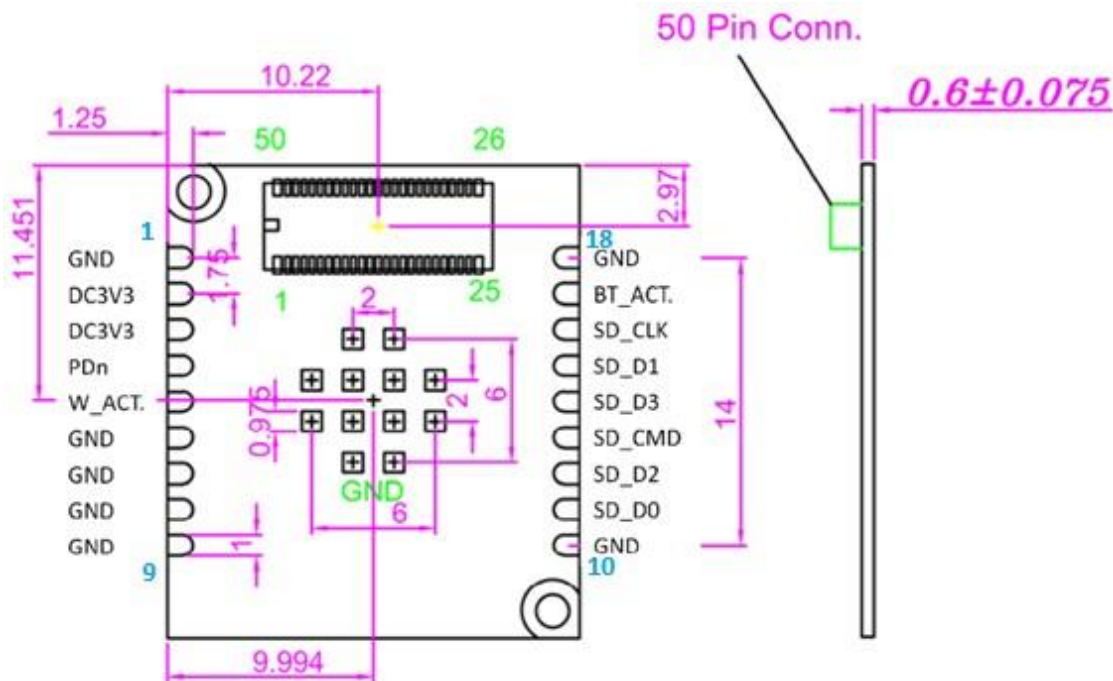 50 Pin Conn.
10.22
0.6±0.075
1.25
50
26
2.97
11.451
1
18
GND
1.75
GND
DC3V3
BT_ACT.
1
25
2
DC3V3
SD_CLK
PDn
SD_D1
W_ACT.
0.975
2
6
SD_D3
14
GND
SD_CMD
GND
SD_D2
GND
GND
6
SD_D0
GND
1
GND
9
10
9.994